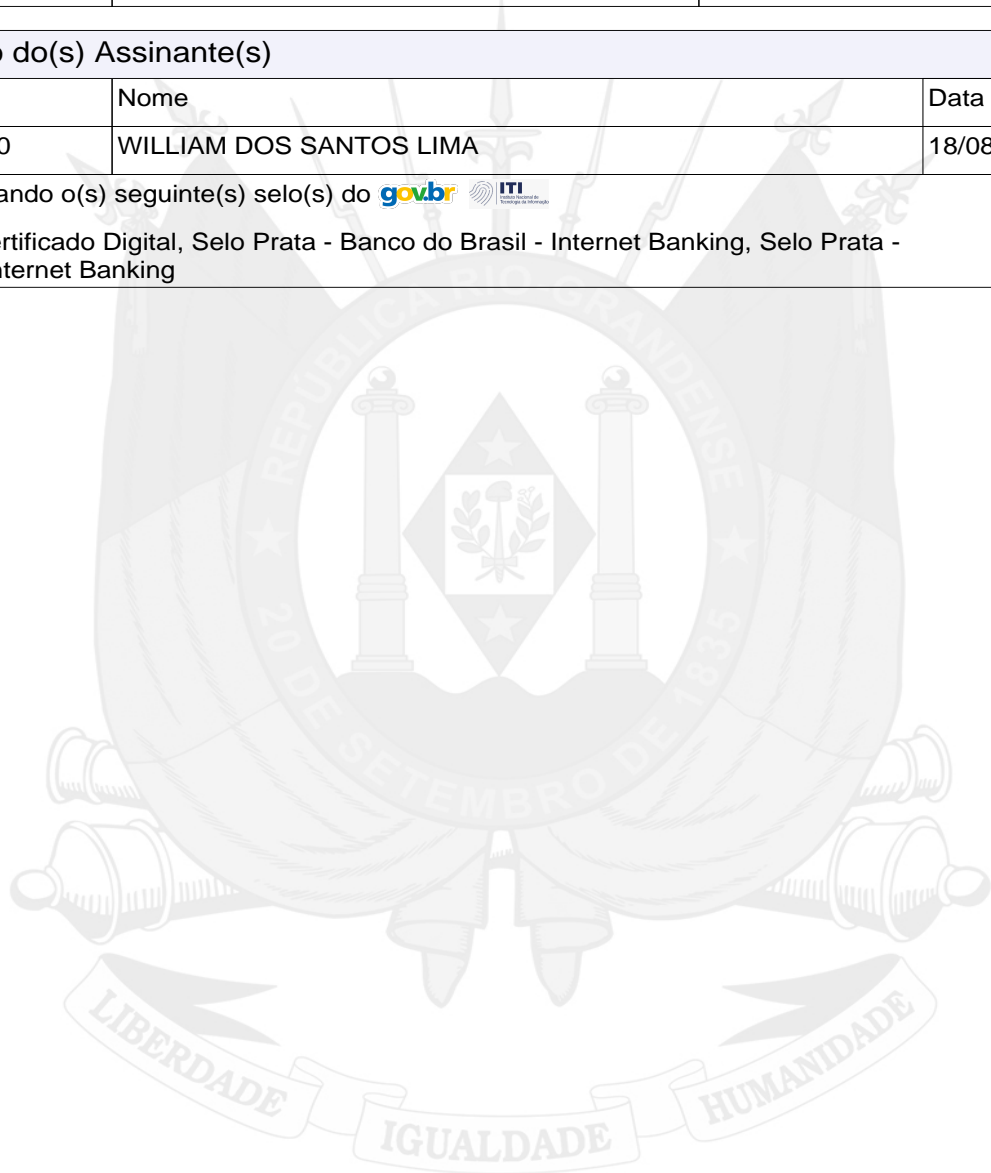 o do(s) Assinante(s)
Nome Data
0 WILLIAM DOS SANTOS LIMA 18/08
ando o(s) seguinte(s) selo(s) do gov.br ITI
ertificado Digital, Selo Prata - Banco do Brasil - Internet Banking, Selo Prata -
nternet Banking
REPÚBLICA RIO GRANDENSE
20 DE SETEMBRO DE 1835
LIBERDADE IGUALDADE HUMANIDADE